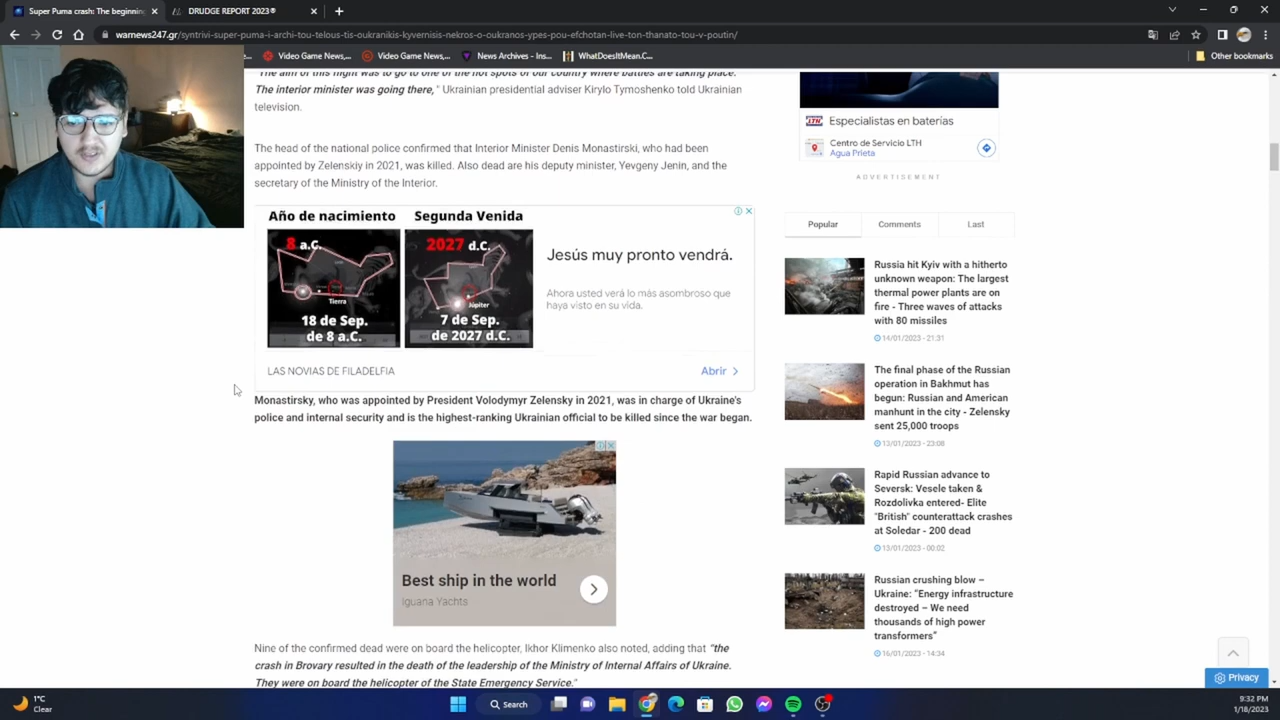 Super Puma crash: The beginning
DRUDGE REPORT 2023®
warnews247.gr/syntrivi-super-puma-i-archi-tou-telous-tis-oukranikis-kyvernisis-nekros-o-oukranos-ypes-pou-efchotan-live-ton-thanato-tou-v-poutin/
Video Game News,...
Video Game News,...
News Archives - Ins...
WhatDoesItMean.C...
Other bookmarks
"The aim of this flight was to go to one of the hot spots of our country where battles are taking place.
The interior minister was going there," Ukrainian presidential adviser Kirylo Tymoshenko told Ukrainian
television.
The head of the national police confirmed that Interior Minister Denis Monastirski, who had been
appointed by Zelenskiy in 2021, was killed. Also dead are his deputy minister, Yevgeny Jenin, and the
secretary of the Ministry of the Interior.
Año de nacimiento
Segunda Venida
8 a.C.
Tierra
18 de Sep.
de 8 a.C.
2027 d.C.
Júpiter
7 de Sep.
de 2027 d.C.
Jesús muy pronto vendrá.
Ahora usted verá lo más asombroso que
haya visto en su vida.
LAS NOVIAS DE FILADELFIA
Abrir
Monastirsky, who was appointed by President Volodymyr Zelensky in 2021, was in charge of Ukraine's
police and internal security and is the highest-ranking Ukrainian official to be killed since the war began.
Best ship in the world
Iguana Yachts
Nine of the confirmed dead were on board the helicopter, Ikhor Klimenko also noted, adding that "the
crash in Brovary resulted in the death of the leadership of the Ministry of Internal Affairs of Ukraine.
They were on board the helicopter of the State Emergency Service."
LTH
Especialistas en baterías
Centro de Servicio LTH
Agua Prieta
ADVERTISEMENT
Popular
Comments
Last
Russia hit Kyiv with a hitherto
unknown weapon: The largest
thermal power plants are on
fire - Three waves of attacks
with 80 missiles
14/01/2023 - 21:31
The final phase of the Russian
operation in Bakhmut has
begun: Russian and American
manhunt in the city - Zelensky
sent 25,000 troops
13/01/2023 - 23:08
Rapid Russian advance to
Seversk: Vesele taken &
Rozdolivka entered- Elite
"British" counterattack crashes
at Soledar - 200 dead
13/01/2023 - 00:02
Russian crushing blow –
Ukraine: "Energy infrastructure
destroyed – We need
thousands of high power
transformers"
16/01/2023 - 14:34
Privacy
1°C
Clear
Search
9:32 PM
1/18/2023